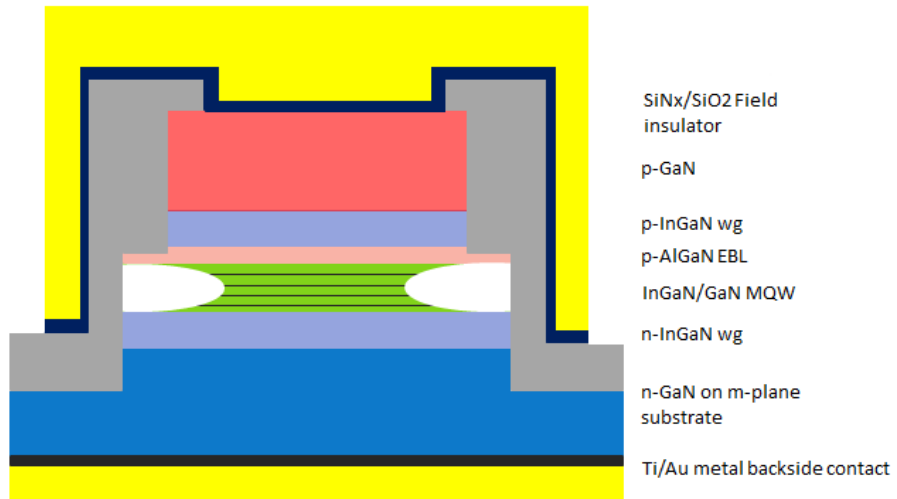 SiNx/SiO2 Field
insulator
p-GaN
p-InGaN wg
p-AlGaN EBL
InGaN/GaN MQW
n-InGaN wg
n-GaN on m-plane
substrate
Ti/Au metal backside contact